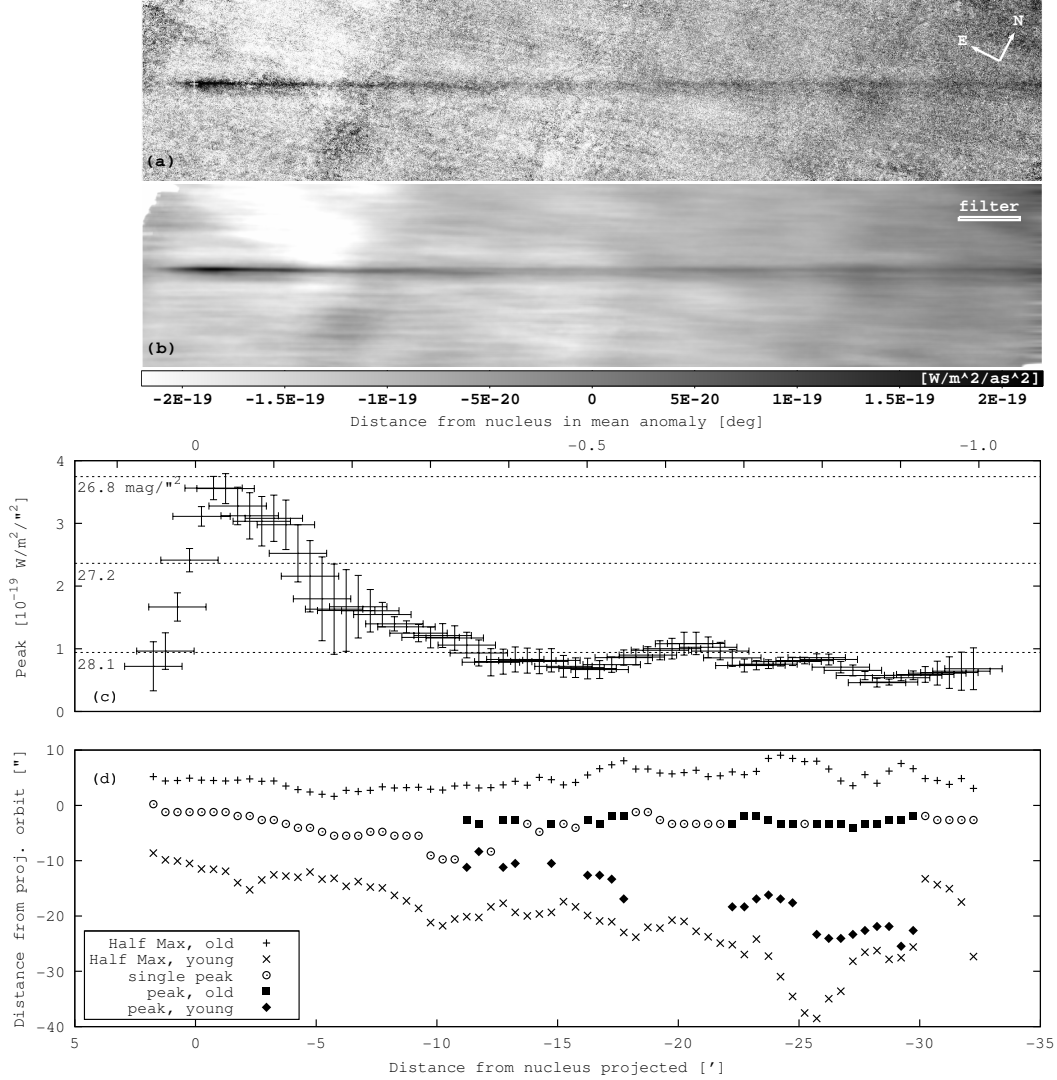 N
E
(a)
filter
(b)
[W/m^2/as^2]
-2E-19 -1.5E-19 -1E-19 -5E-20 0 5E-20 1E-19 1.5E-19 2E-19
Distance from nucleus in mean anomaly [deg]
0 -0.5 -1.0
4
26.8 mag/"2
3
27.2
2
1
28.1
0
(c)
Peak [10-19 W/m2/"2]
10
(d)
0
-10
-20
-30
-40
Distance from proj. orbit ["]
Half Max, old
Half Max, young
single peak
peak, old
peak, young
5 0 -5 -10 -15 -20 -25 -30 -35
Distance from nucleus projected [']